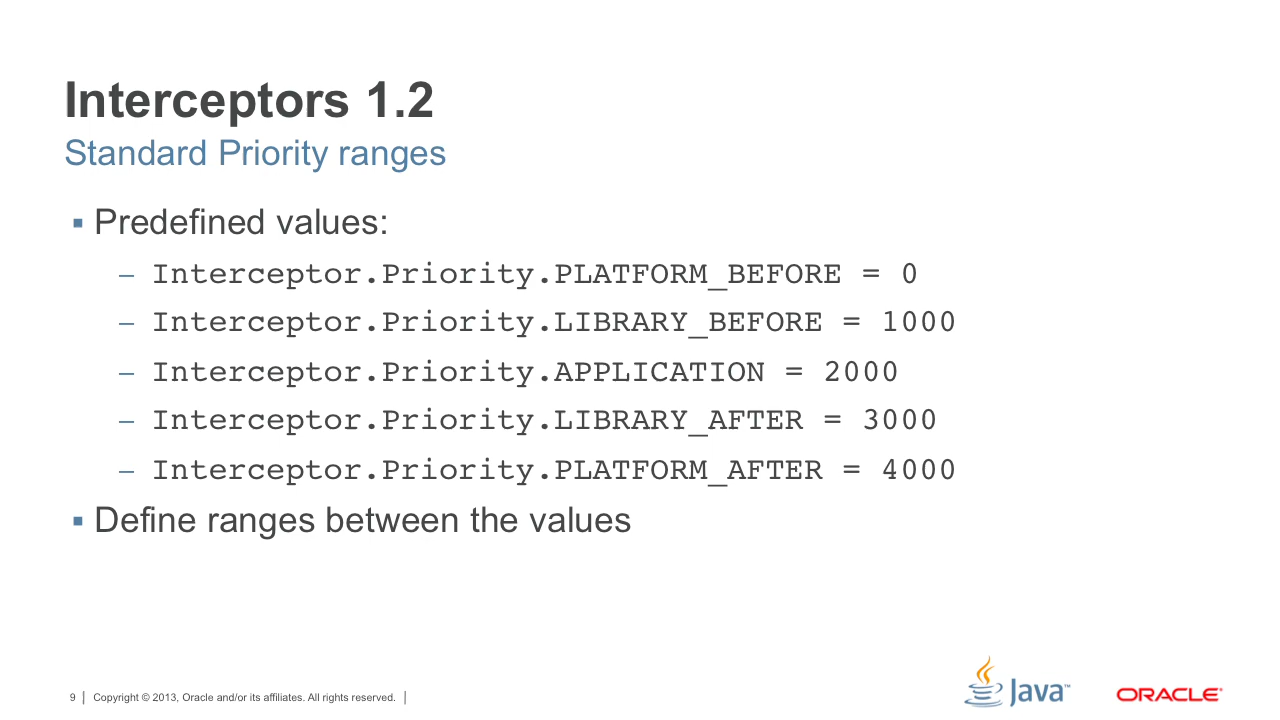 Interceptors 1.2
Standard Priority ranges
▪ Predefined values:
– Interceptor.Priority.PLATFORM_BEFORE = 0
– Interceptor.Priority.LIBRARY_BEFORE = 1000
– Interceptor.Priority.APPLICATION = 2000
– Interceptor.Priority.LIBRARY_AFTER = 3000
– Interceptor.Priority.PLATFORM_AFTER = 4000
▪ Define ranges between the values
9 | Copyright © 2013, Oracle and/or its affiliates. All rights reserved. |
Java™
ORACLE®